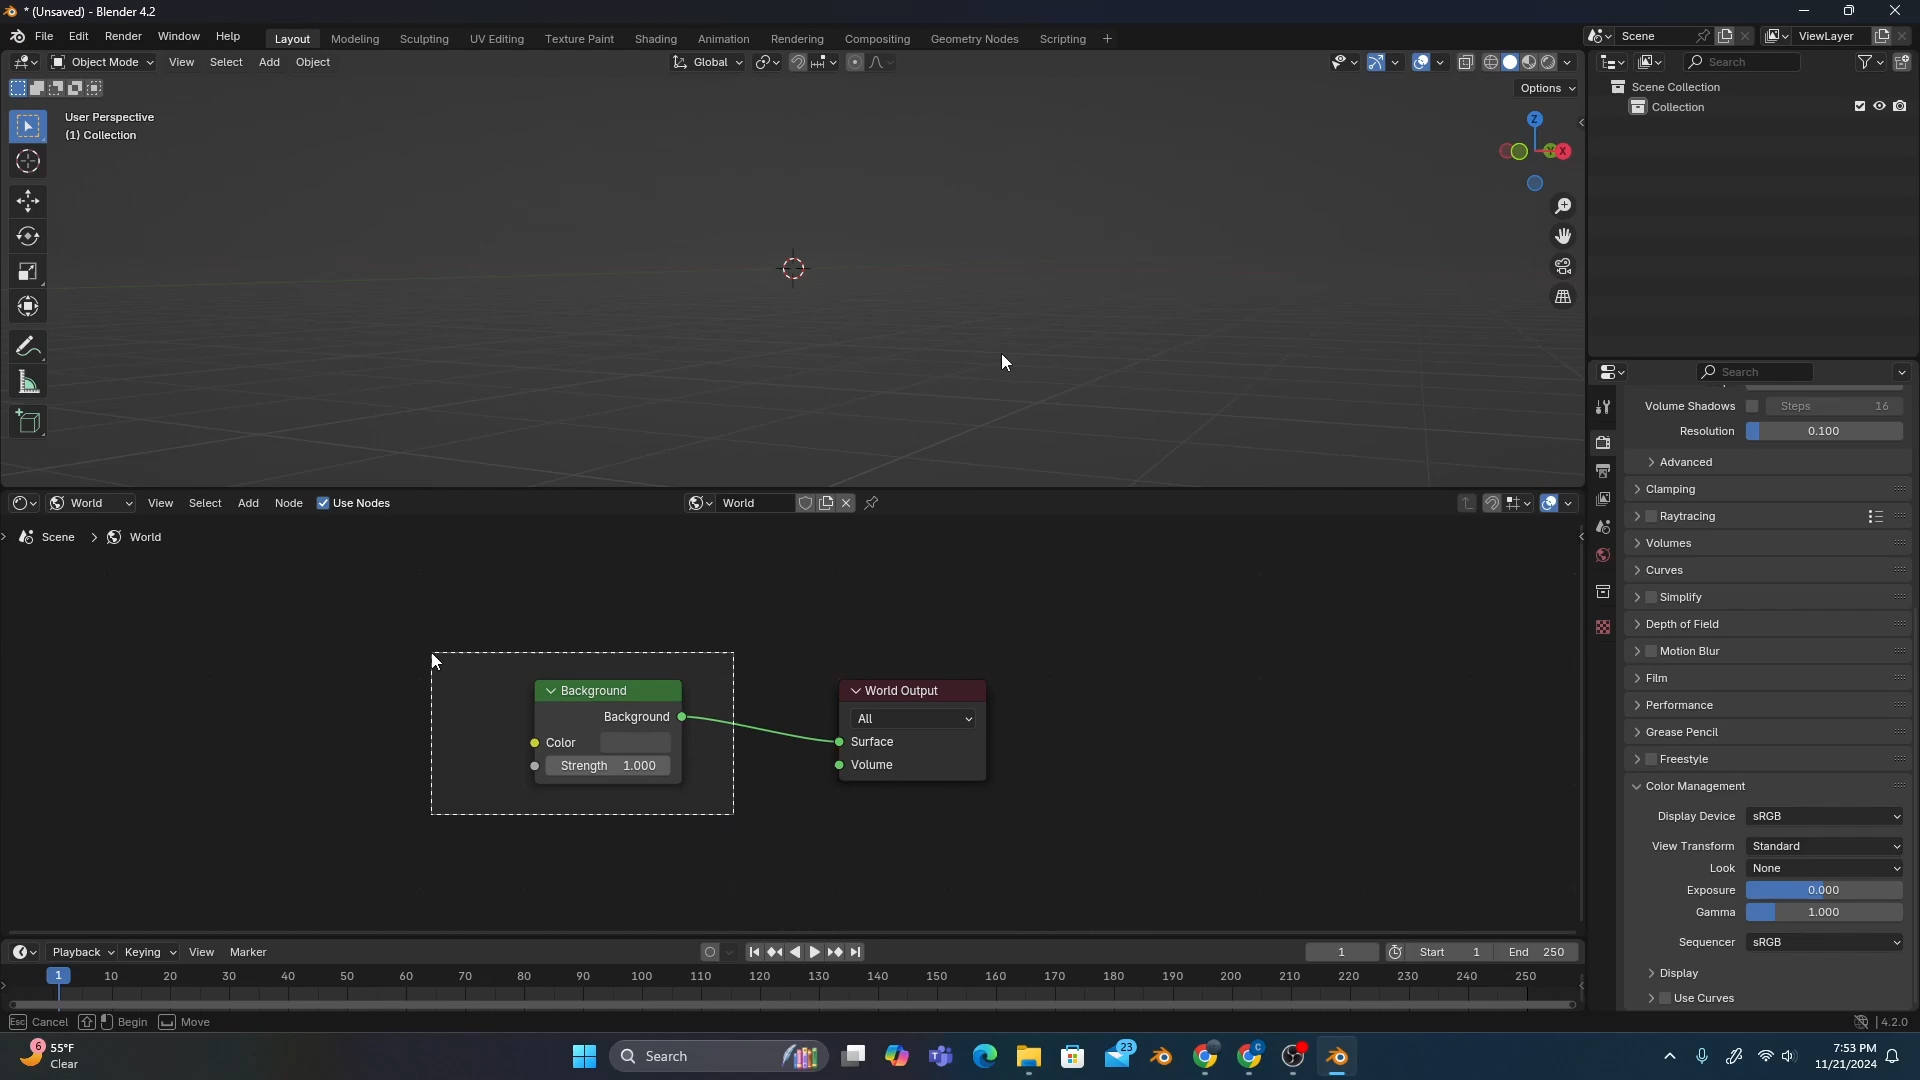 * (Unsaved) - Blender 4.2
File Edit Render Window Help Layout Modeling Sculpting UV Editing Texture Paint Shading Animation Rendering Compositing Geometry Nodes Scripting + Scene ViewLayer
Object Mode View Select Add Object Global Search
Options
Scene Collection
Collection
User Perspective
(1) Collection
Z
Y X
Search
Volume Shadows Steps 16
Resolution 0.100
Advanced
Clamping
Raytracing
Volumes
Curves
Simplify
Depth of Field
Motion Blur
Film
Performance
Grease Pencil
Freestyle
Color Management
Display Device sRGB
View Transform Standard
Look None
Exposure 0.000
Gamma 1.000
Sequencer sRGB
Display
Use Curves
World View Select Add Node Use Nodes World
Scene World
Background
Background
Color
Strength 1.000
World Output
All
Surface
Volume
Playback Keying View Marker 1 Start 1 End 250
1 10 20 30 40 50 60 70 80 90 100 110 120 130 140 150 160 170 180 190 200 210 220 230 240 250
Esc Cancel Begin Move 4.2.0
6 55°F
Clear
Search
23
C
7:53 PM
11/21/2024